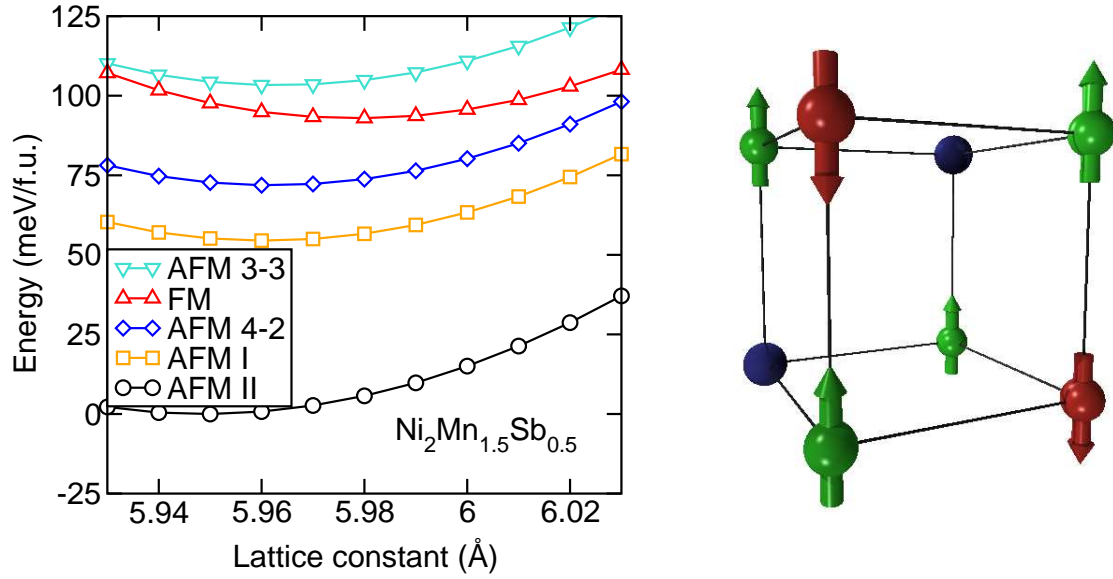 125
100
75
50
25
0
-25
Energy (meV/f.u.)
AFM 3-3
FM
AFM 4-2
AFM I
AFM II
Ni₂Mn₁.₅Sb₀.₅
5.94 5.96 5.98 6 6.02
Lattice constant (Å)